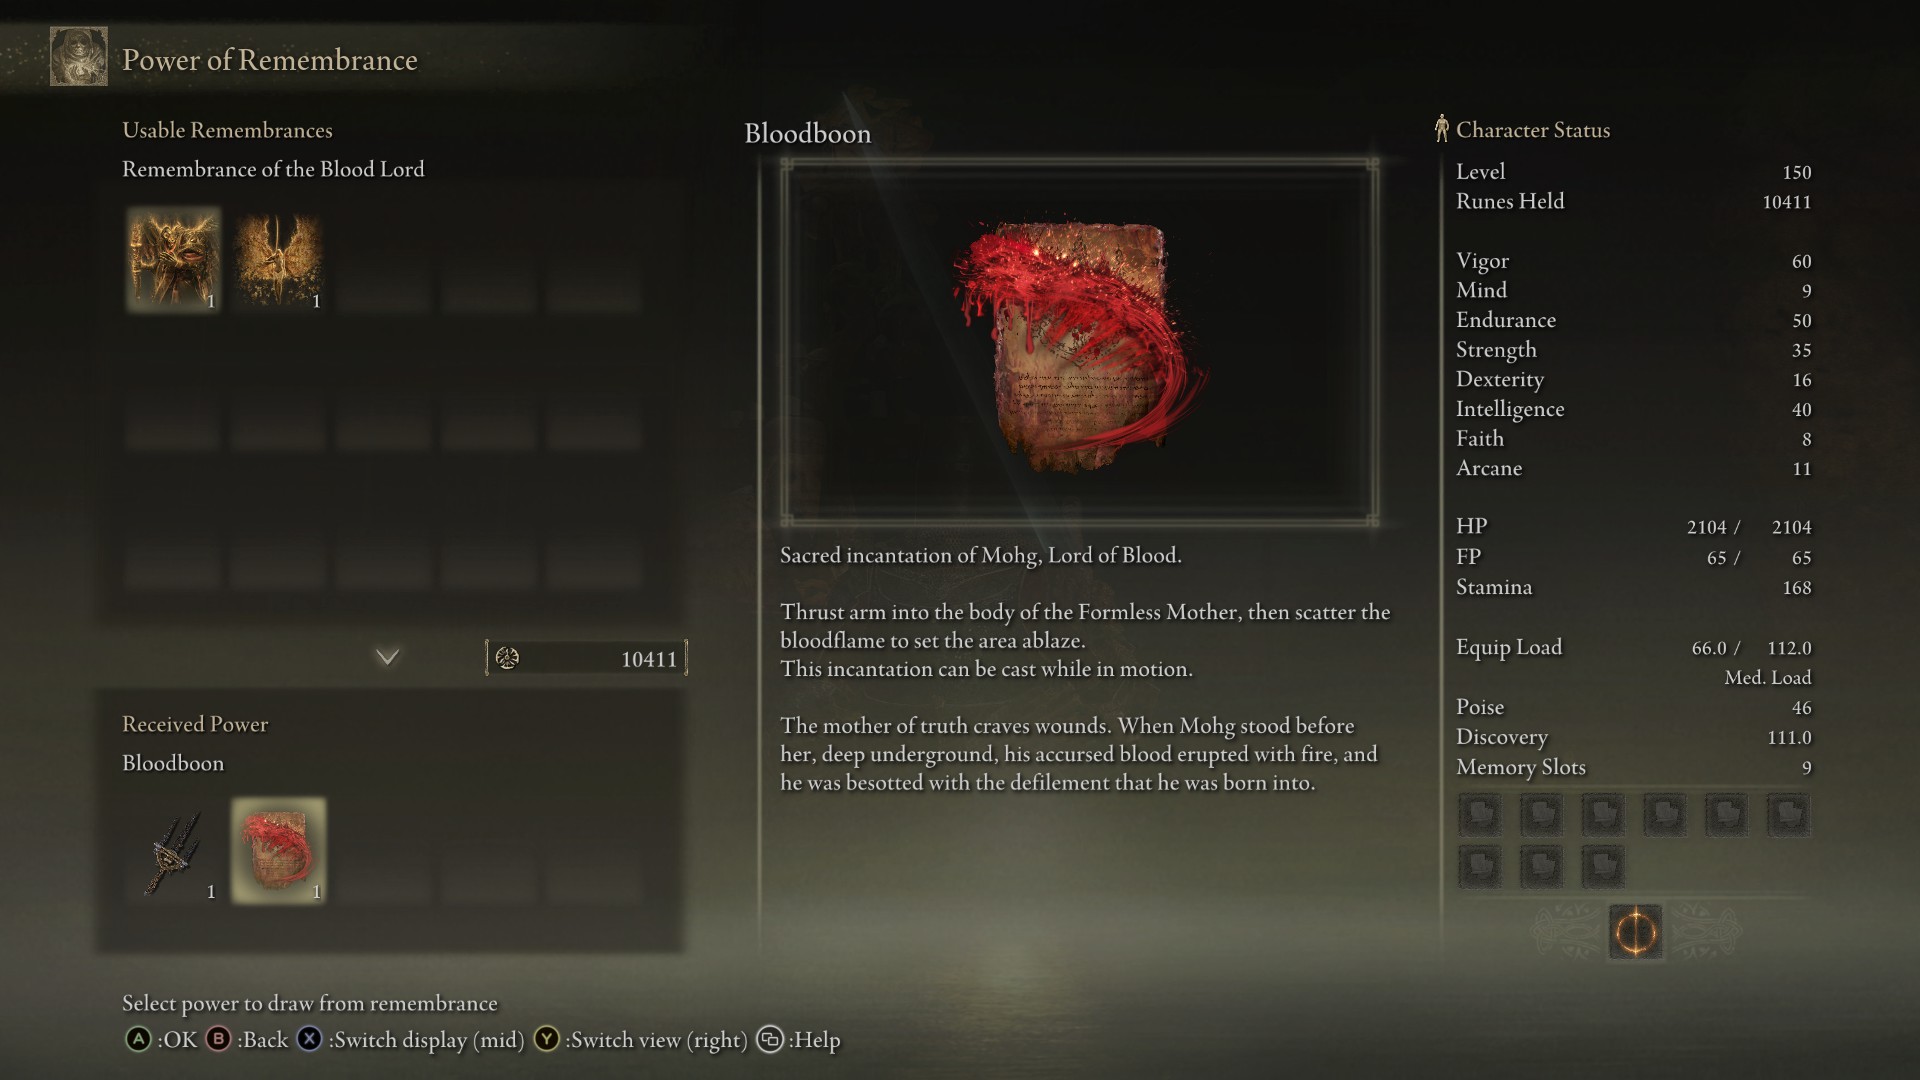 Power of Remembrance
Usable Remembrances
Remembrance of the Blood Lord
1
1
10411
Received Power
Bloodboon
1
1
Bloodboon
Sacred incantation of Mohg, Lord of Blood.
Thrust arm into the body of the Formless Mother, then scatter the
bloodflame to set the area ablaze.
This incantation can be cast while in motion.
The mother of truth craves wounds. When Mohg stood before
her, deep underground, his accursed blood erupted with fire, and
he was besotted with the defilement that he was born into.
Character Status
Level 150
Runes Held 10411
Vigor 60
Mind 9
Endurance 50
Strength 35
Dexterity 16
Intelligence 40
Faith 8
Arcane 11
HP 2104 / 2104
FP 65 / 65
Stamina 168
Equip Load 66.0 / 112.0
Med. Load
Poise 46
Discovery 111.0
Memory Slots 9
Select power to draw from remembrance
A :OK B :Back X :Switch display (mid) Y :Switch view (right) :Help